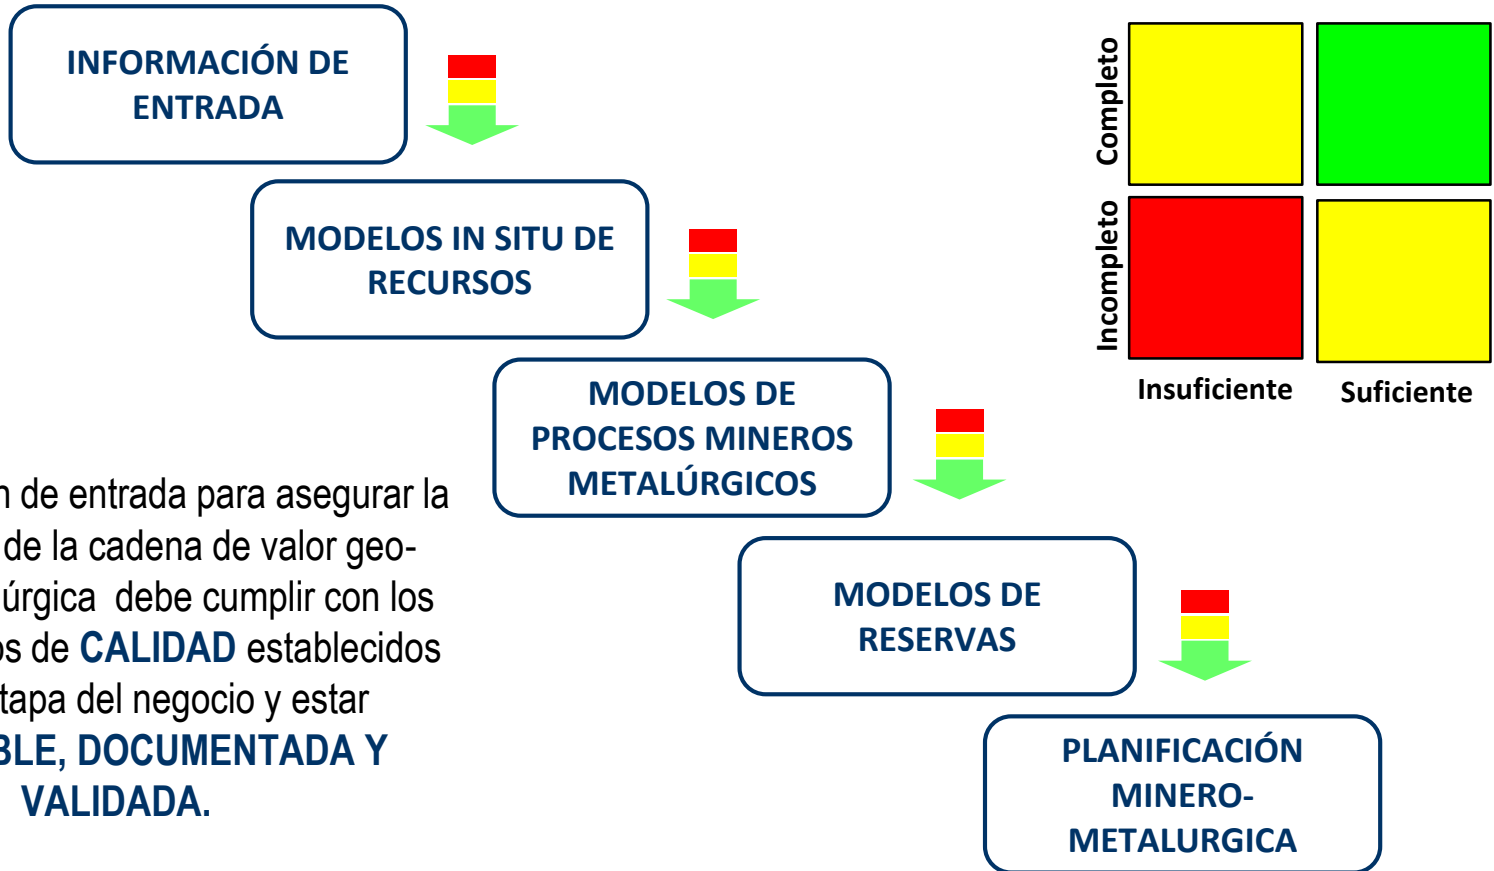 INFORMACIÓN DE
ENTRADA
MODELOS IN SITU DE
RECURSOS
MODELOS DE
PROCESOS MINEROS
METALÚRGICOS
MODELOS DE
RESERVAS
PLANIFICACIÓN
MINERO-
METALURGICA
Completo
Incompleto
Insuficiente
Suficiente
n de entrada para asegurar la
de la cadena de valor geo-
úrgica debe cumplir con los
os de CALIDAD establecidos
tapa del negocio y estar
BLE, DOCUMENTADA Y
VALIDADA.